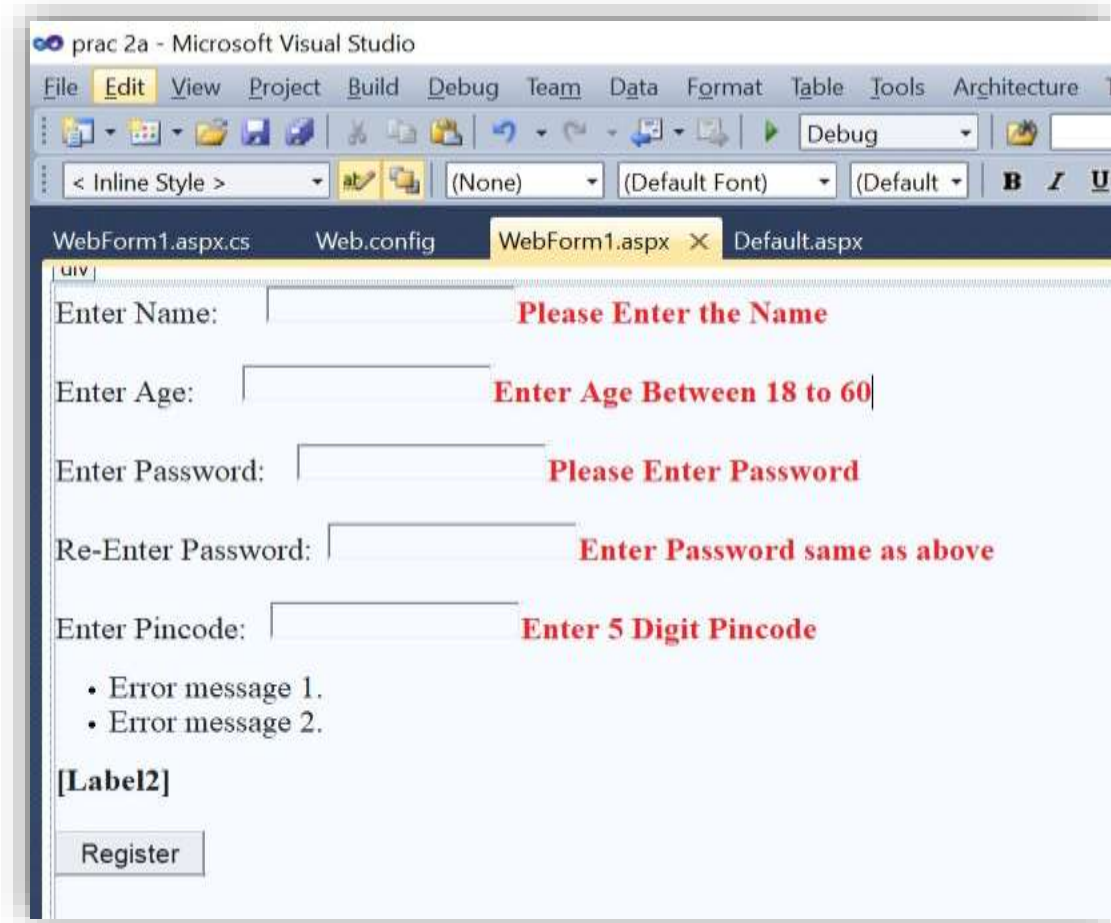 prac 2a - Microsoft Visual Studio
File Edit View Project Build Debug Team Data Format Table Tools Architecture
Debug
< Inline Style > (None) (Default Font) (Default B I U
WebForm1.aspx.cs Web.config WebForm1.aspx Default.aspx
div
Enter Name: Please Enter the Name
Enter Age: Enter Age Between 18 to 60
Enter Password: Please Enter Password
Re-Enter Password: Enter Password same as above
Enter Pincode: Enter 5 Digit Pincode
• Error message 1.
• Error message 2.
[Label2]
Register